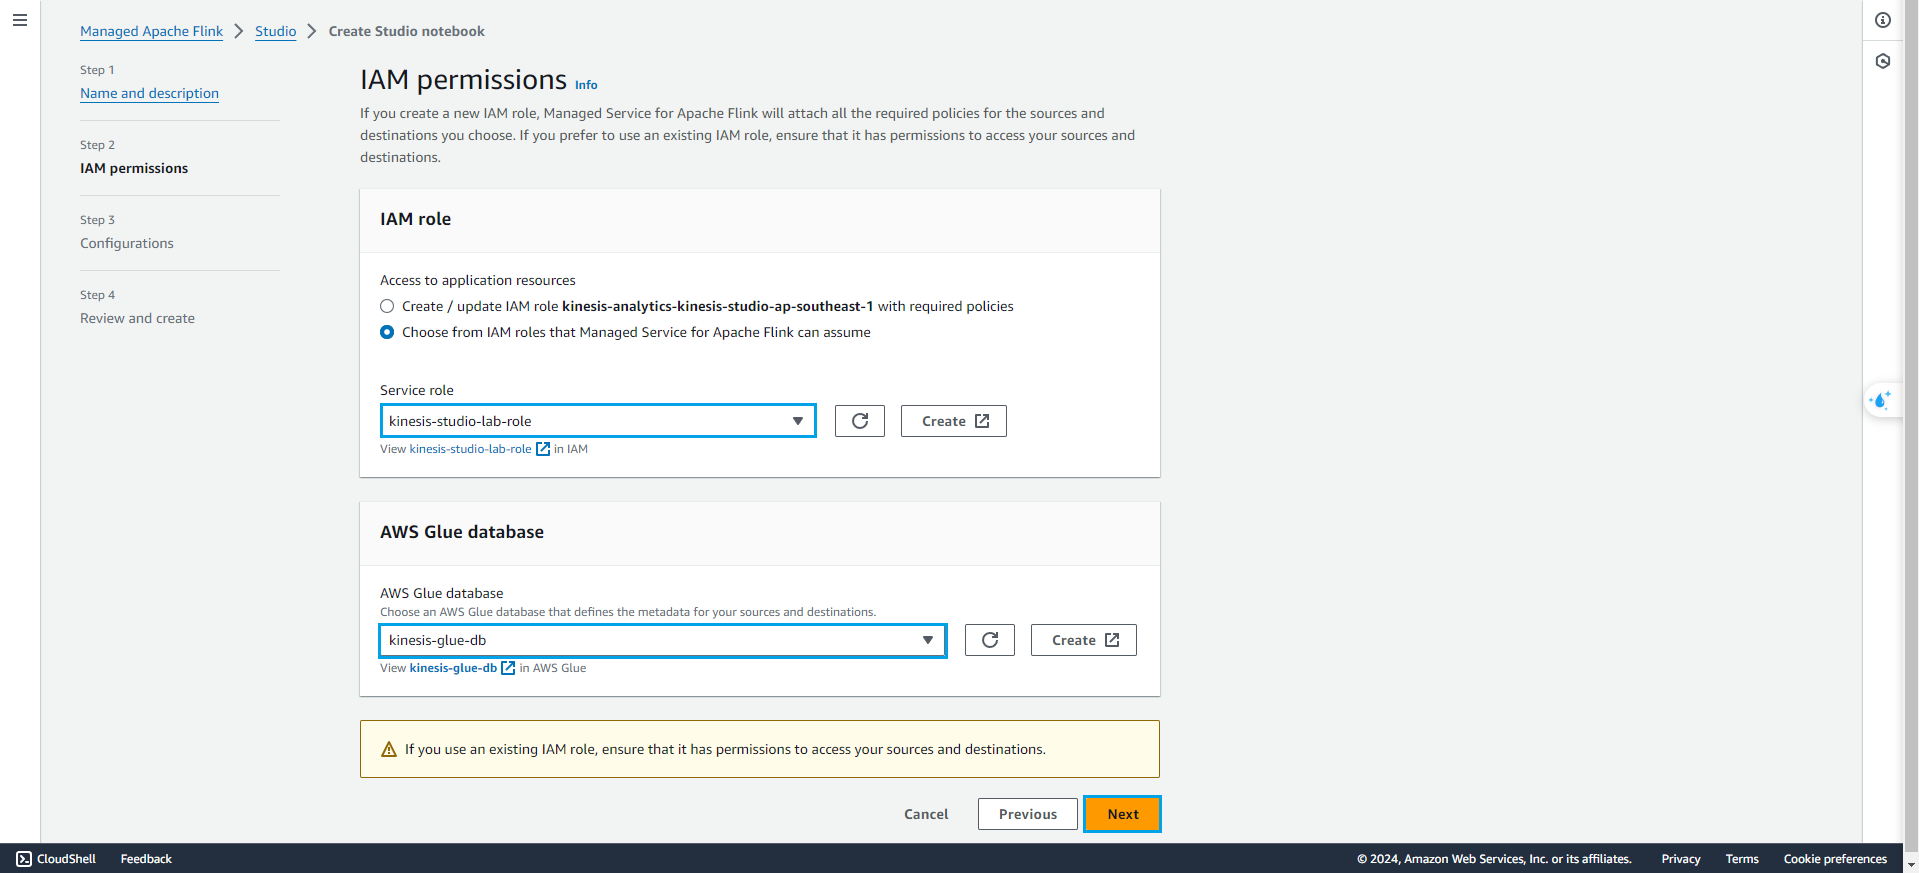 Managed Apache Flink > Studio > Create Studio notebook
Step 1
Name and description
Step 2
IAM permissions
Step 3
Configurations
Step 4
Review and create
IAM permissions Info
If you create a new IAM role, Managed Service for Apache Flink will attach all the required policies for the sources and
destinations you choose. If you prefer to use an existing IAM role, ensure that it has permissions to access your sources and
destinations.
IAM role
Access to application resources
Create / update IAM role kinesis-analytics-kinesis-studio-ap-southeast-1 with required policies
Choose from IAM roles that Managed Service for Apache Flink can assume
Service role
kinesis-studio-lab-role
Create
View kinesis-studio-lab-role in IAM
AWS Glue database
AWS Glue database
Choose an AWS Glue database that defines the metadata for your sources and destinations.
kinesis-glue-db
Create
View kinesis-glue-db in AWS Glue
If you use an existing IAM role, ensure that it has permissions to access your sources and destinations.
Cancel Previous Next
CloudShell Feedback © 2024, Amazon Web Services, Inc. or its affiliates. Privacy Terms Cookie preferences